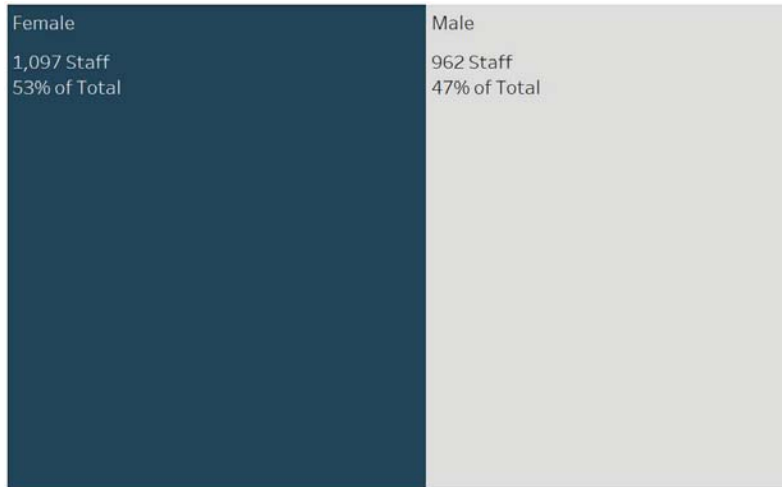 Female
1,097 Staff
53% of Total
Male
962 Staff
47% of Total